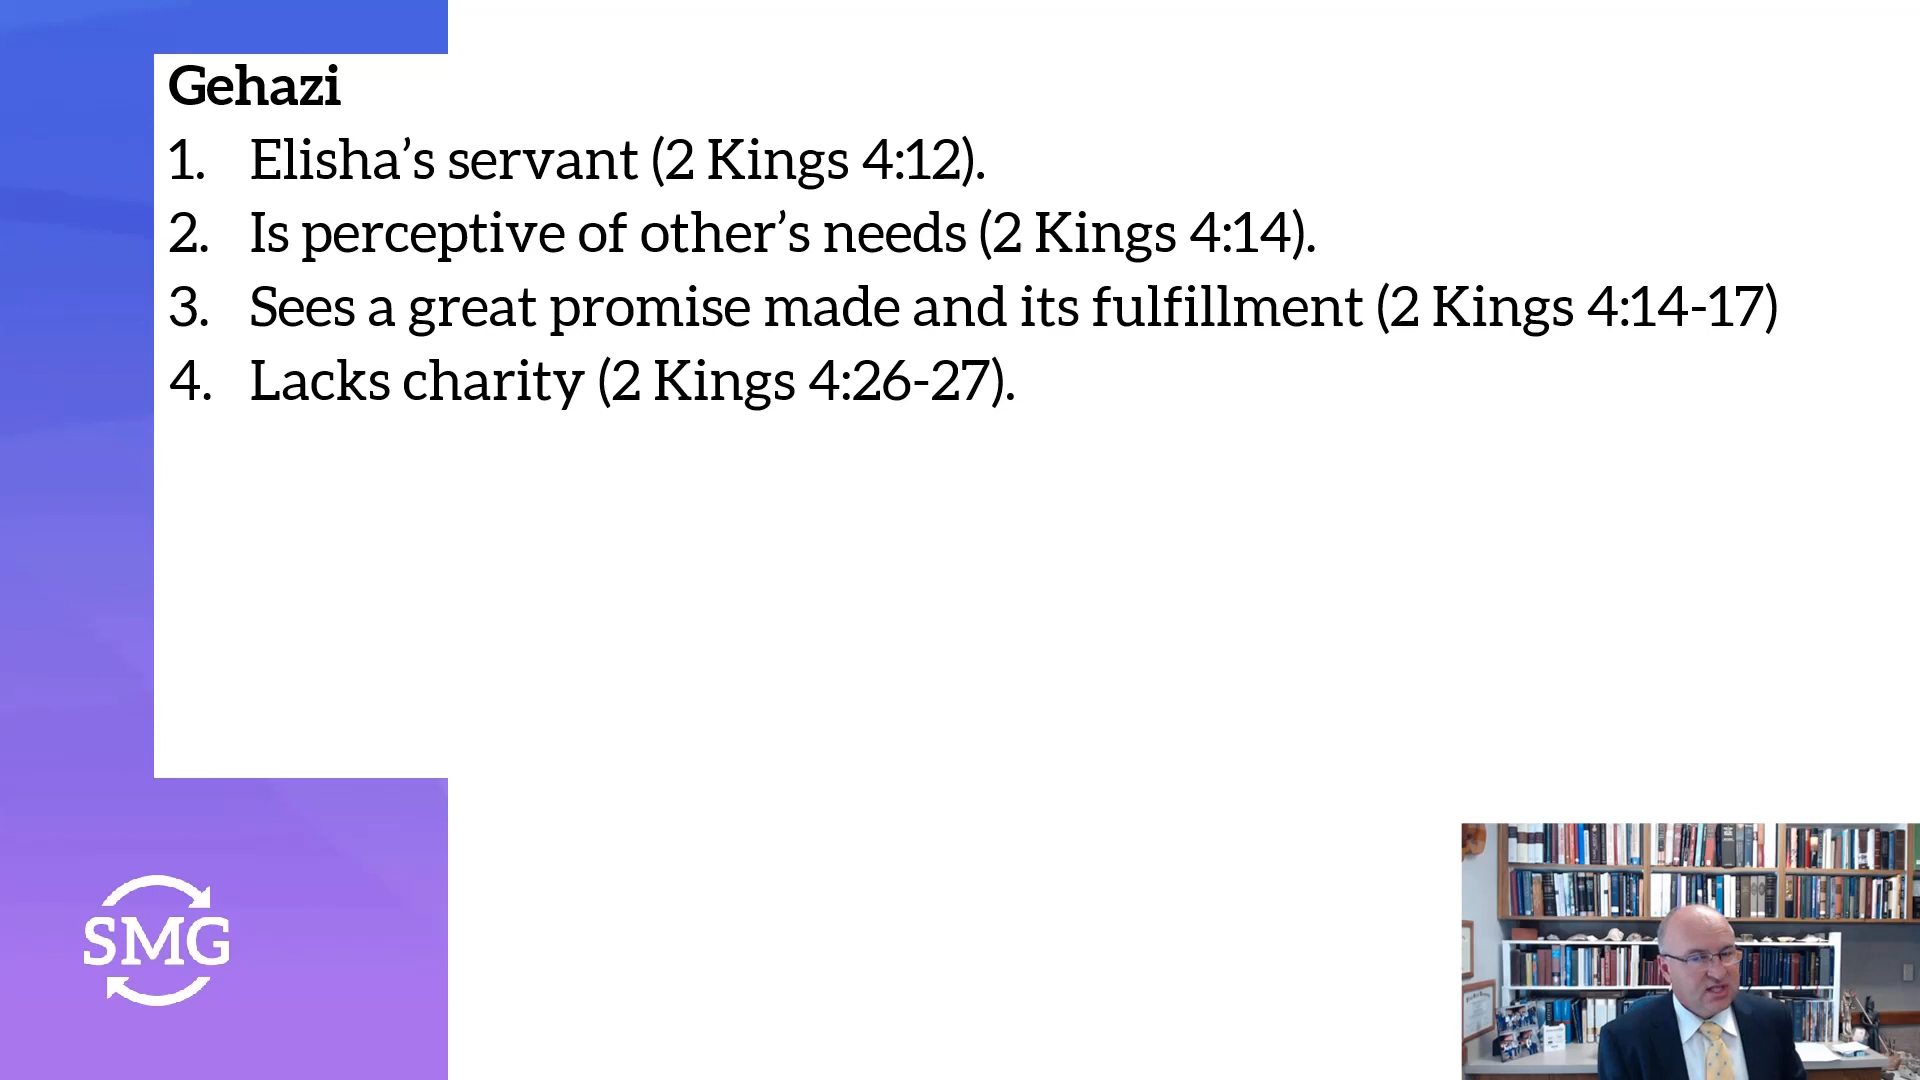 Gehazi
1. Elisha’s servant (2 Kings 4:12).
2. Is perceptive of other’s needs (2 Kings 4:14).
3. Sees a great promise made and its fulfillment (2 Kings 4:14-17)
4. Lacks charity (2 Kings 4:26-27).
SMG